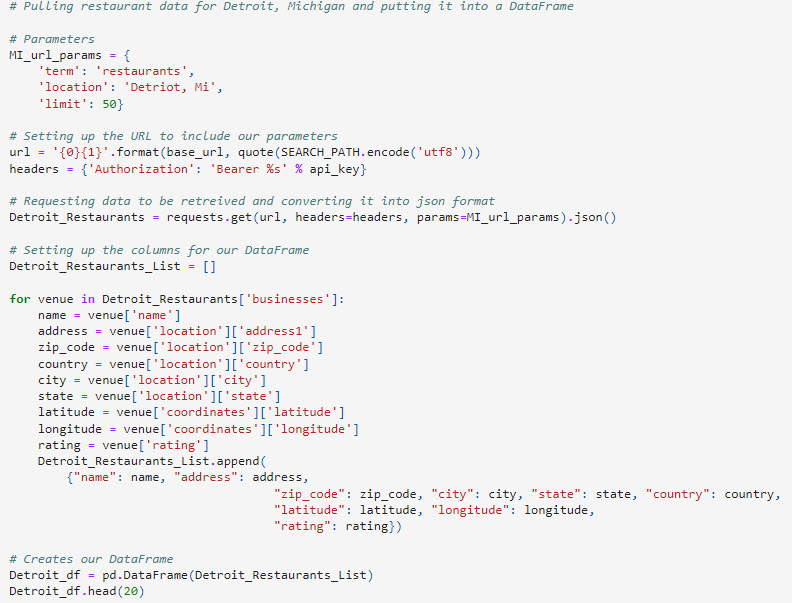 # Pulling restaurant data for Detroit, Michigan and putting it into a DataFrame
# Parameters
MI_url_params = {
    'term': 'restaurants',
    'location': 'Detriot, Mi',
    'limit': 50}
# Setting up the URL to include our parameters
url = '{0}{1}'.format(base_url, quote(SEARCH_PATH.encode('utf8')))
headers = {'Authorization': 'Bearer %s' % api_key}
# Requesting data to be retreived and converting it into json format
Detroit_Restaurants = requests.get(url, headers=headers, params=MI_url_params).json()
# Setting up the columns for our DataFrame
Detroit_Restaurants_List = []
for venue in Detroit_Restaurants['businesses']:
    name = venue['name']
    address = venue['location']['address1']
    zip_code = venue['location']['zip_code']
    country = venue['location']['country']
    city = venue['location']['city']
    state = venue['location']['state']
    latitude = venue['coordinates']['latitude']
    longitude = venue['coordinates']['longitude']
    rating = venue['rating']
    Detroit_Restaurants_List.append(
        {"name": name, "address": address,
                                     "zip_code": zip_code, "city": city, "state": state, "country": country,
                                     "latitude": latitude, "longitude": longitude,
                                     "rating": rating})
# Creates our DataFrame
Detroit_df = pd.DataFrame(Detroit_Restaurants_List)
Detroit_df.head(20)